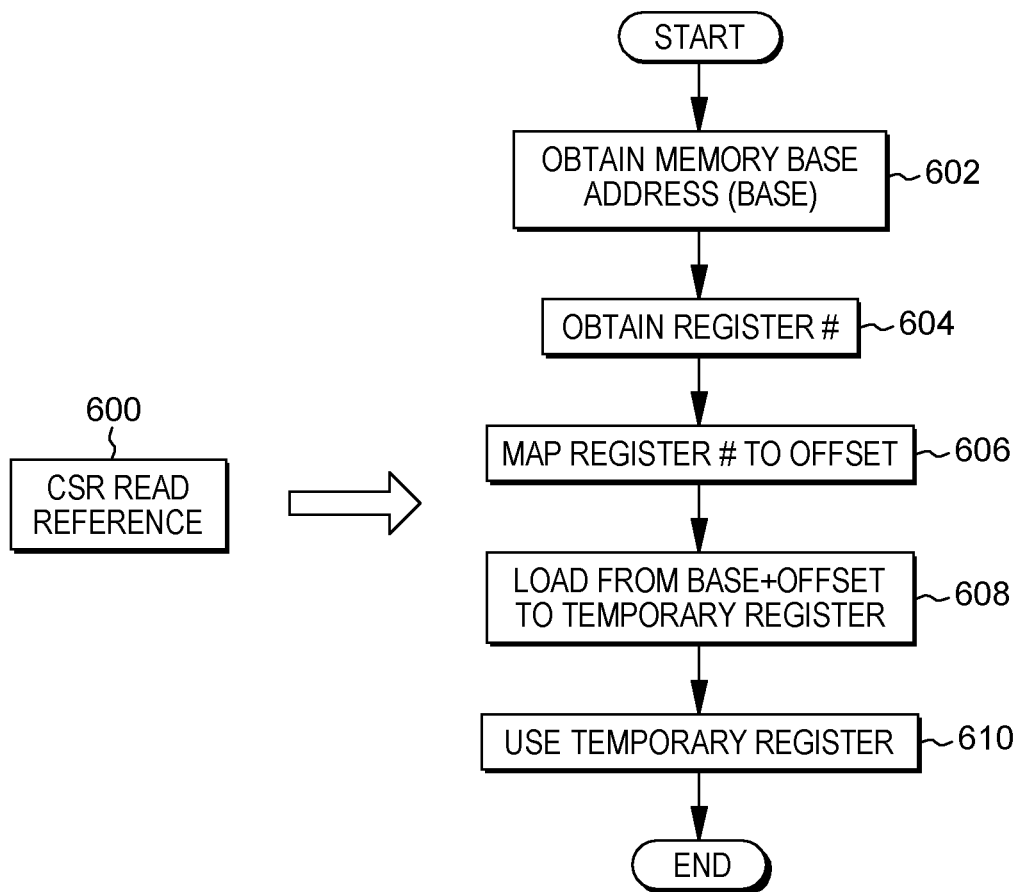 START
OBTAIN MEMORY BASE
ADDRESS (BASE)
602
OBTAIN REGISTER #
604
600
CSR READ
REFERENCE
MAP REGISTER # TO OFFSET
606
LOAD FROM BASE+OFFSET
TO TEMPORARY REGISTER
608
USE TEMPORARY REGISTER
610
END